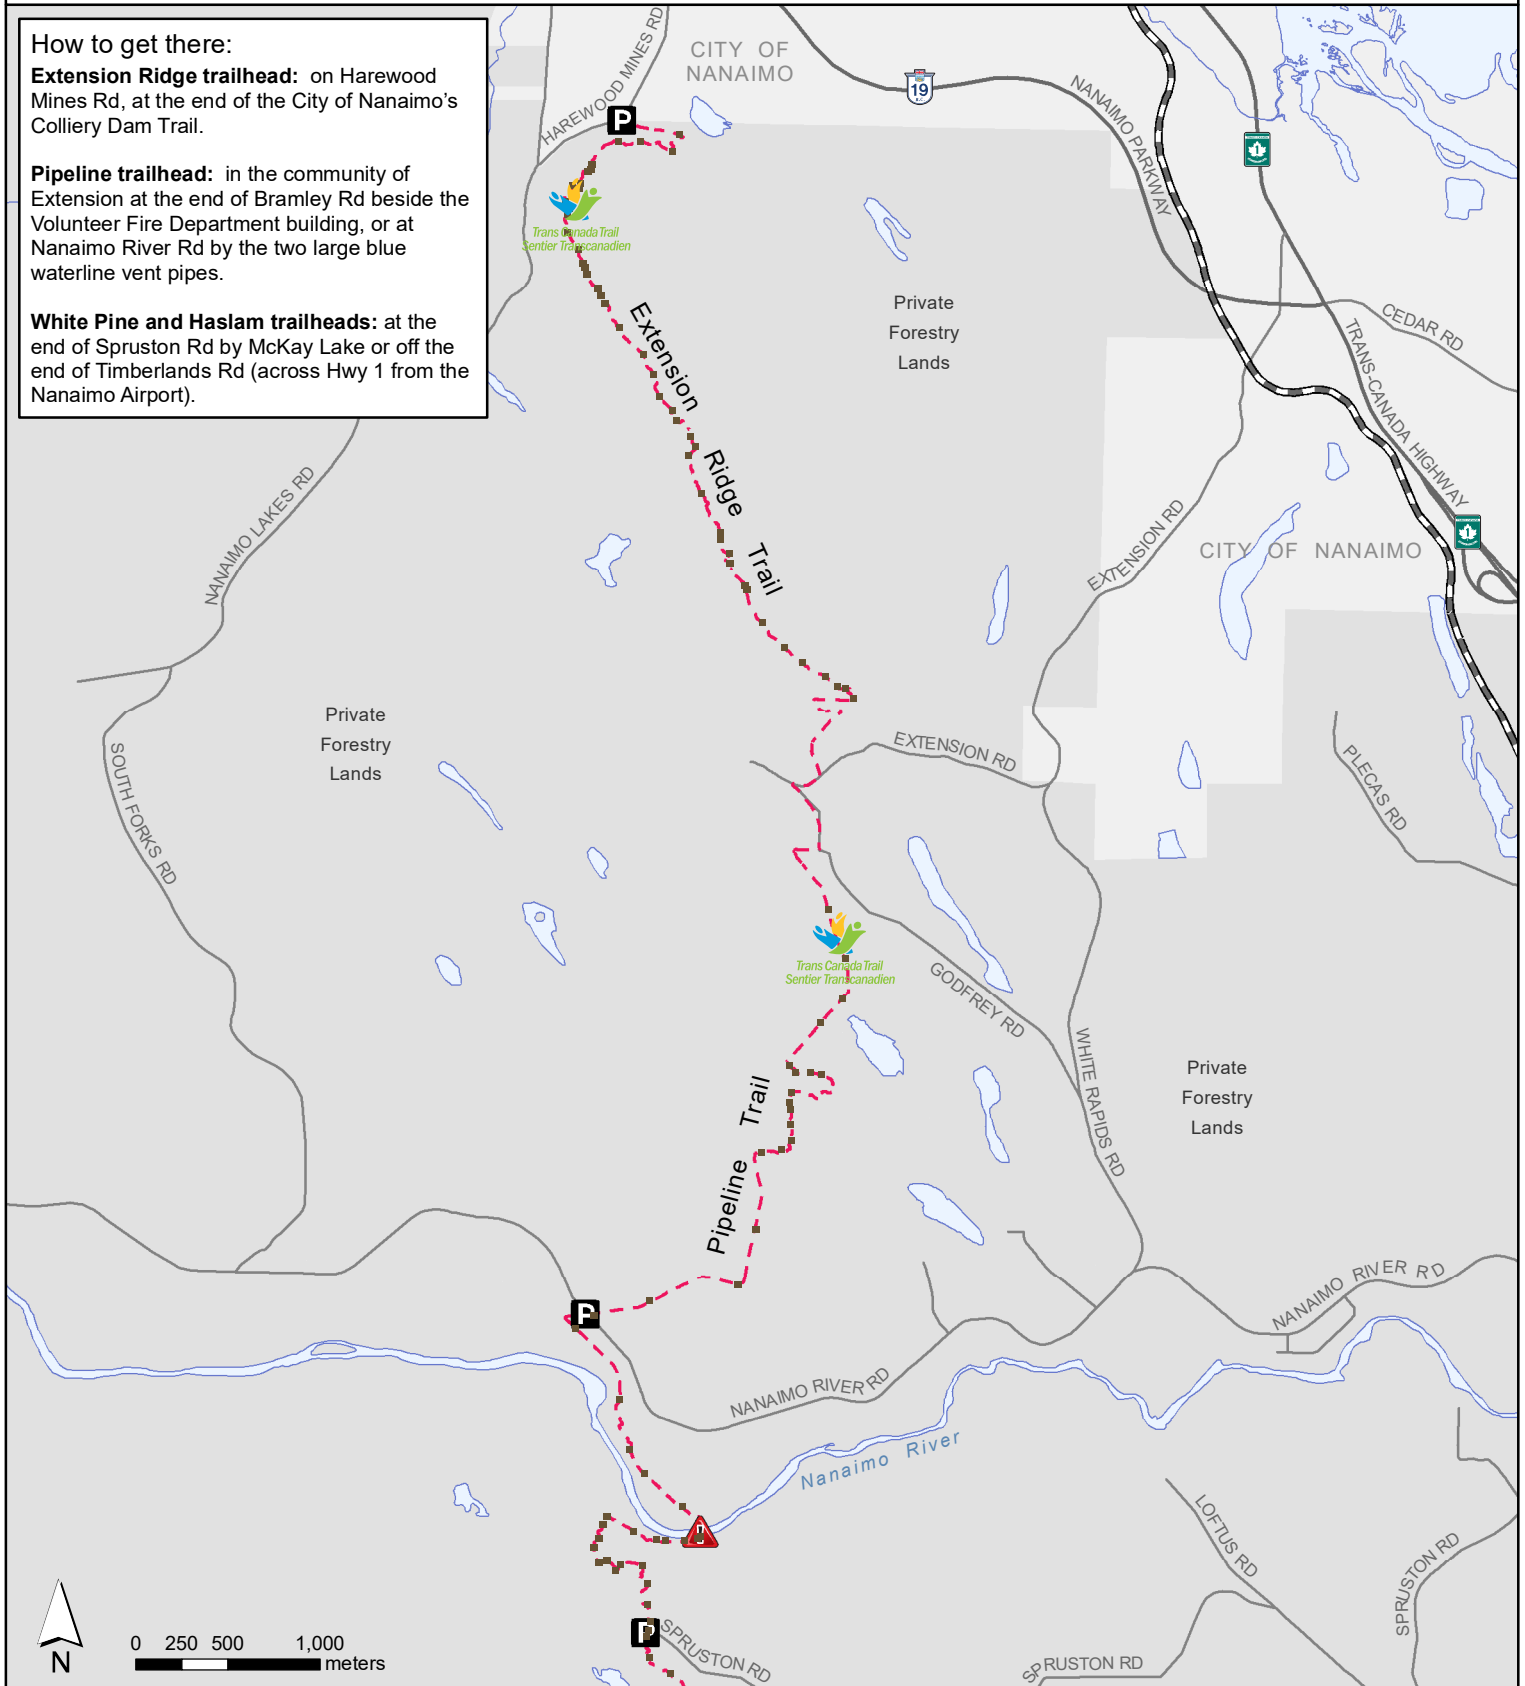 How to get there:
Extension Ridge trailhead: on Harewood
Mines Rd, at the end of the City of Nanaimo's
Colliery Dam Trail.
Pipeline trailhead: in the community of
Extension at the end of Bramley Rd beside the
Volunteer Fire Department building, or at
Nanaimo River Rd by the two large blue
waterline vent pipes.
White Pine and Haslam trailheads: at the
end of Spruston Rd by McKay Lake or off the
end of Timberlands Rd (across Hwy 1 from the
Nanaimo Airport).
HAREWOOD MINES RD
CITY OF
NANAIMO
P
19
B.C.
NANAIMO PARKWAY
1
Trans Canada Trail
Sentier Transcanadien
Private
Forestry
Lands
CEDAR RD
TRANS-CANADA HIGHWAY
Extension Ridge Trail
NANAIMO LAKES RD
EXTENSION RD
CITY OF NANAIMO
1
Private
Forestry
Lands
SOUTH FORKS RD
EXTENSION RD
PLECAS RD
Trans Canada Trail
Sentier Transcanadien
GODFREY RD
WHITE RAPIDS RD
Private
Forestry
Lands
Pipeline Trail
P
NANAIMO RIVER RD
NANAIMO RIVER RD
Nanaimo River
LOFTUS RD
SPRUSTON RD
P
SPRUSTON RD
SPRUSTON RD
N
0 250 500 1,000
meters